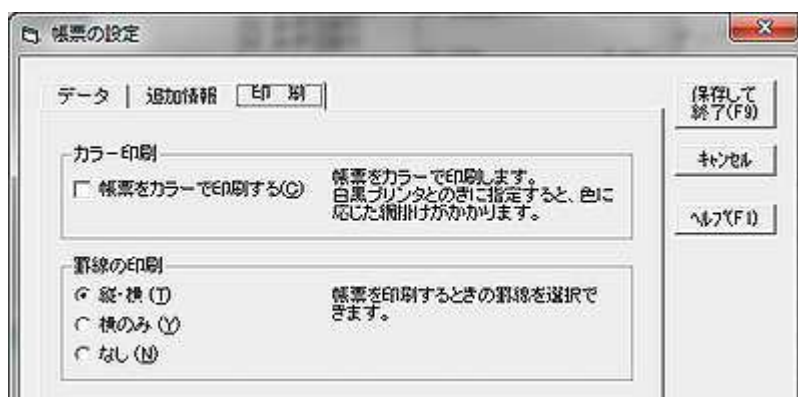 帳票の設定
データ
追加情報
印 刷
保存して
終了(F9)
キャンセル
ヘルプ(F1)
カラー印刷
帳票をカラーで印刷する(C)
帳票をカラーで印刷します。
白黒プリンタとのきに指定すると、色に
応じた網掛けがかかります。
罫線の印刷
縦・横(T)
横のみ(Y)
なし(N)
帳票を印刷するときの罫線を選択で
きます。